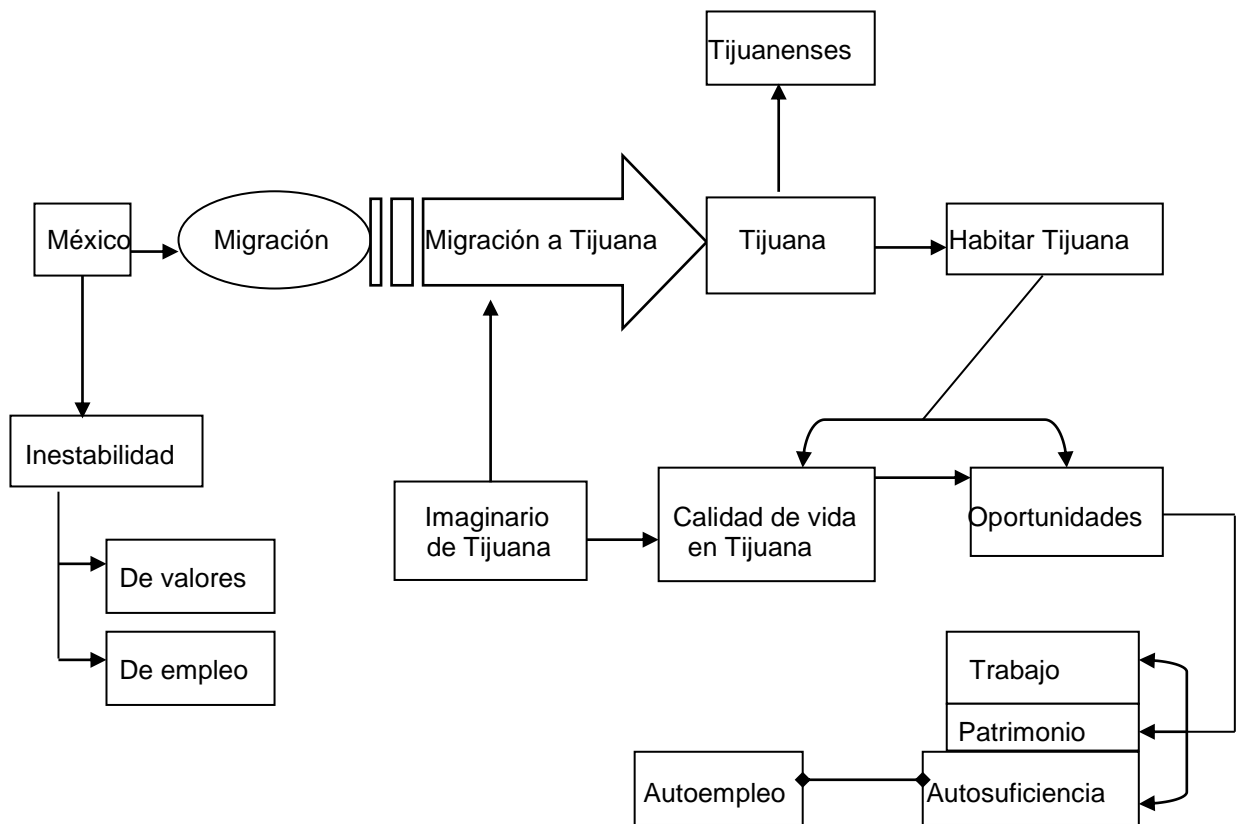 Tijuanenses
México
Migración
Migración a Tijuana
Tijuana
Habitar Tijuana
Inestabilidad
Imaginario
de Tijuana
Calidad de vida
en Tijuana
Oportunidades
De valores
De empleo
Trabajo
Patrimonio
Autoempleo
Autosuficiencia